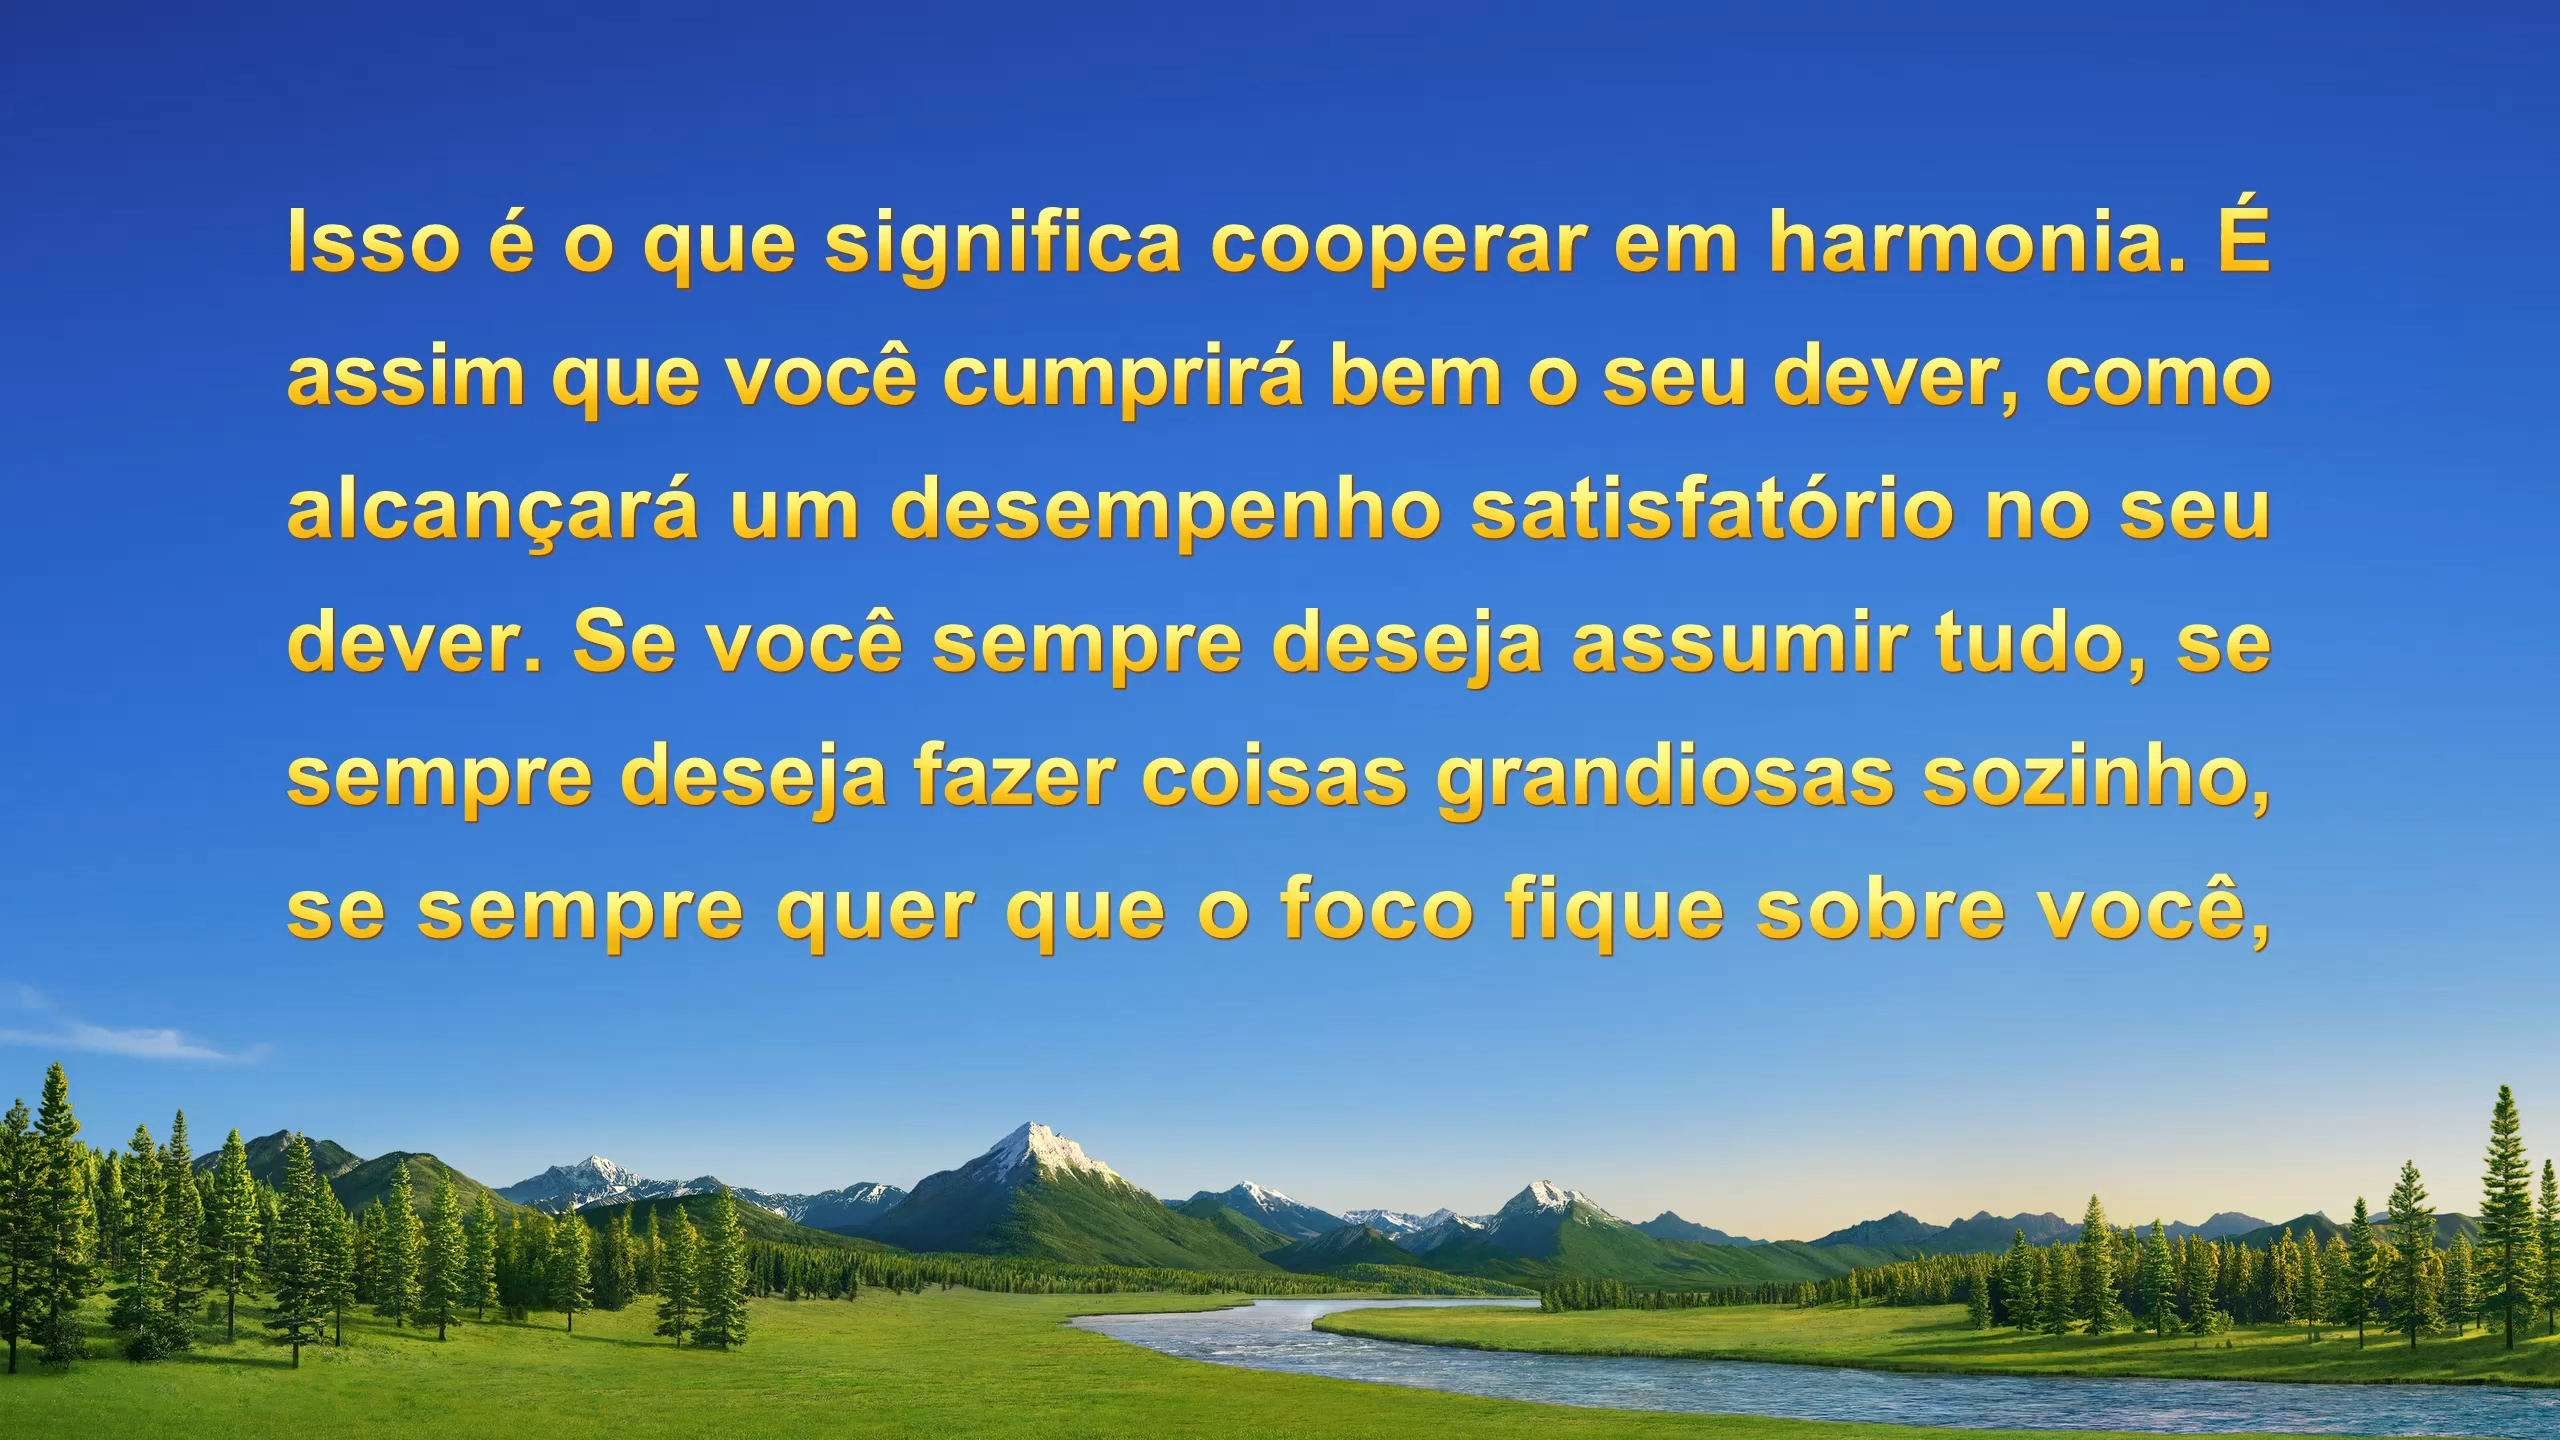 Isso é o que significa cooperar em harmonia. É
assim que você cumprirá bem o seu dever, como
alcançará um desempenho satisfatório no seu
dever. Se você sempre deseja assumir tudo, se
sempre deseja fazer coisas grandiosas sozinho,
se sempre quer que o foco fique sobre você,